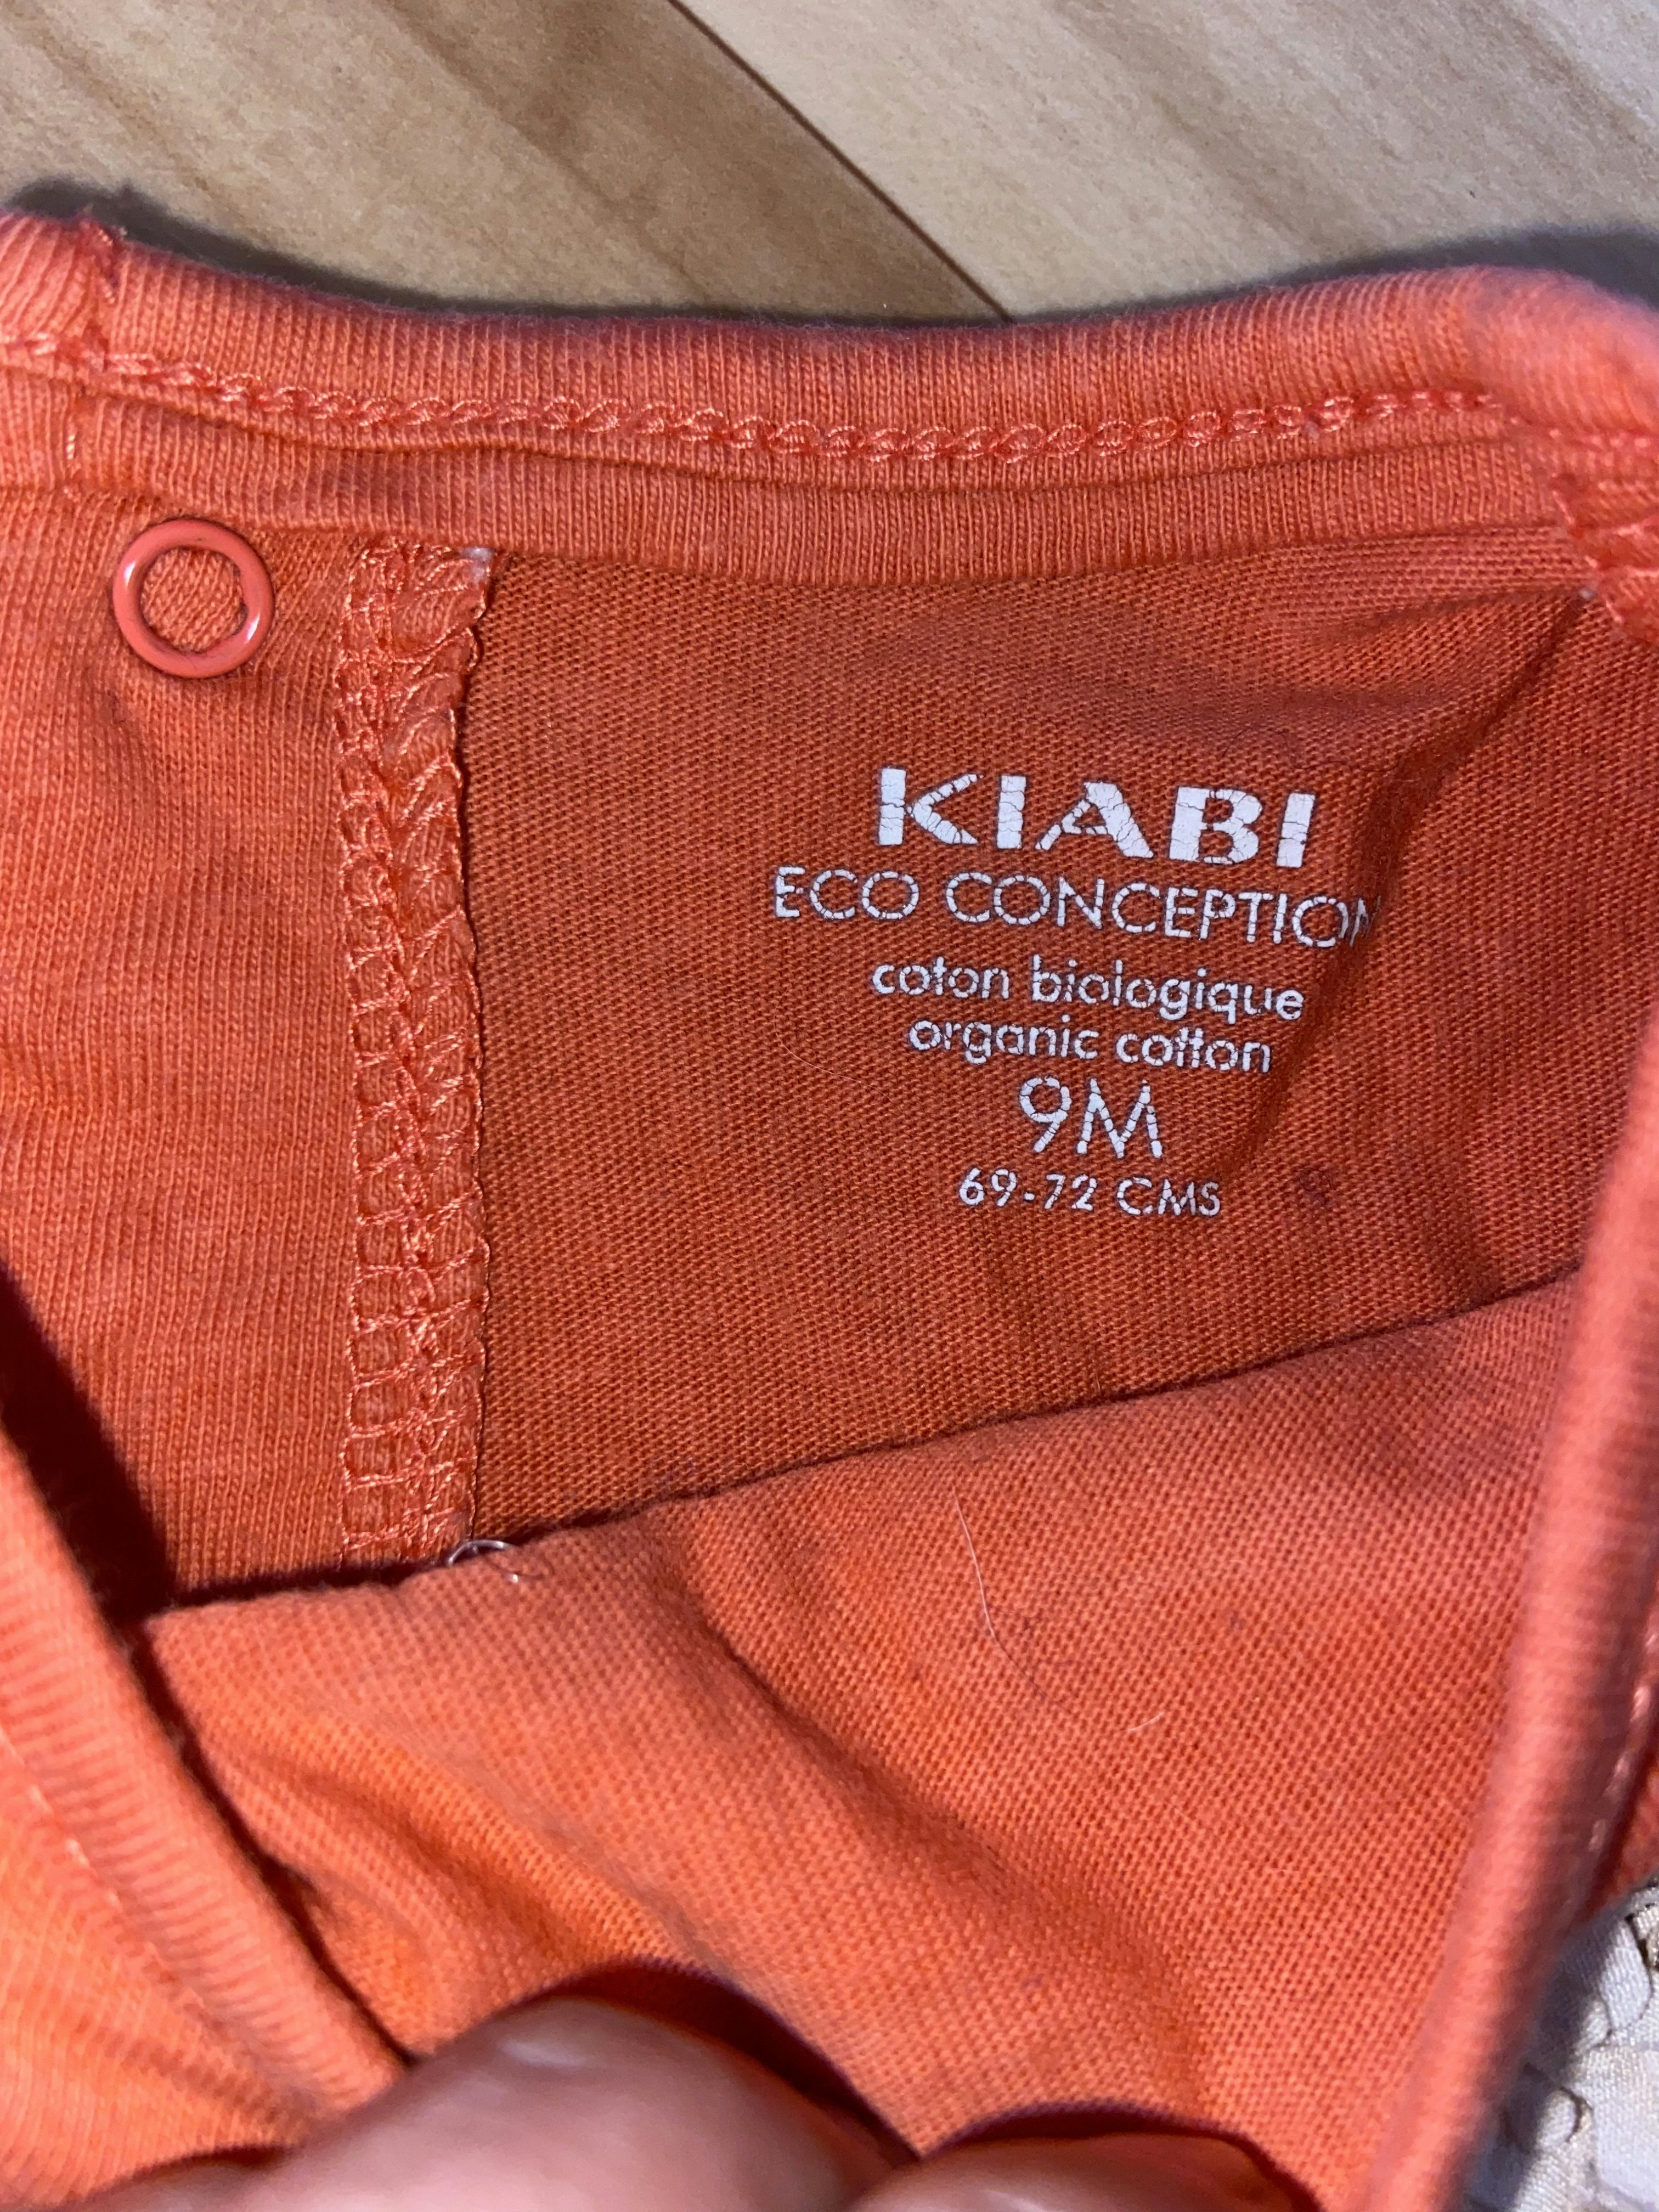 KIABI
ECO CONCEPTION
coton biologique
organic cotton
9M
69-72 CMS